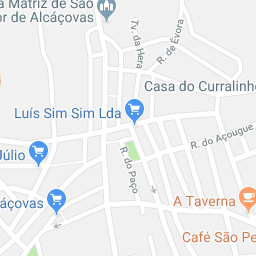 a Matriz de São
or de Alcáçovas
Tv. da Hera
R. de Évora
Casa do Curralinho
Luís Sim Sim Lda
R. do Açougue
Júlio
R. do Paço
A Taverna
áçovas
Café São Pe